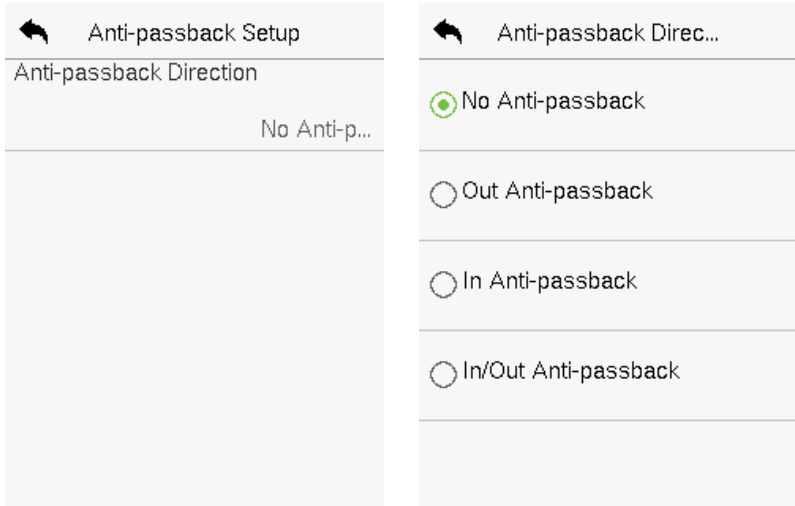 Anti-passback Setup
Anti-passback Direction
No Anti-p...
Anti-passback Direc...
No Anti-passback
Out Anti-passback
In Anti-passback
In/Out Anti-passback